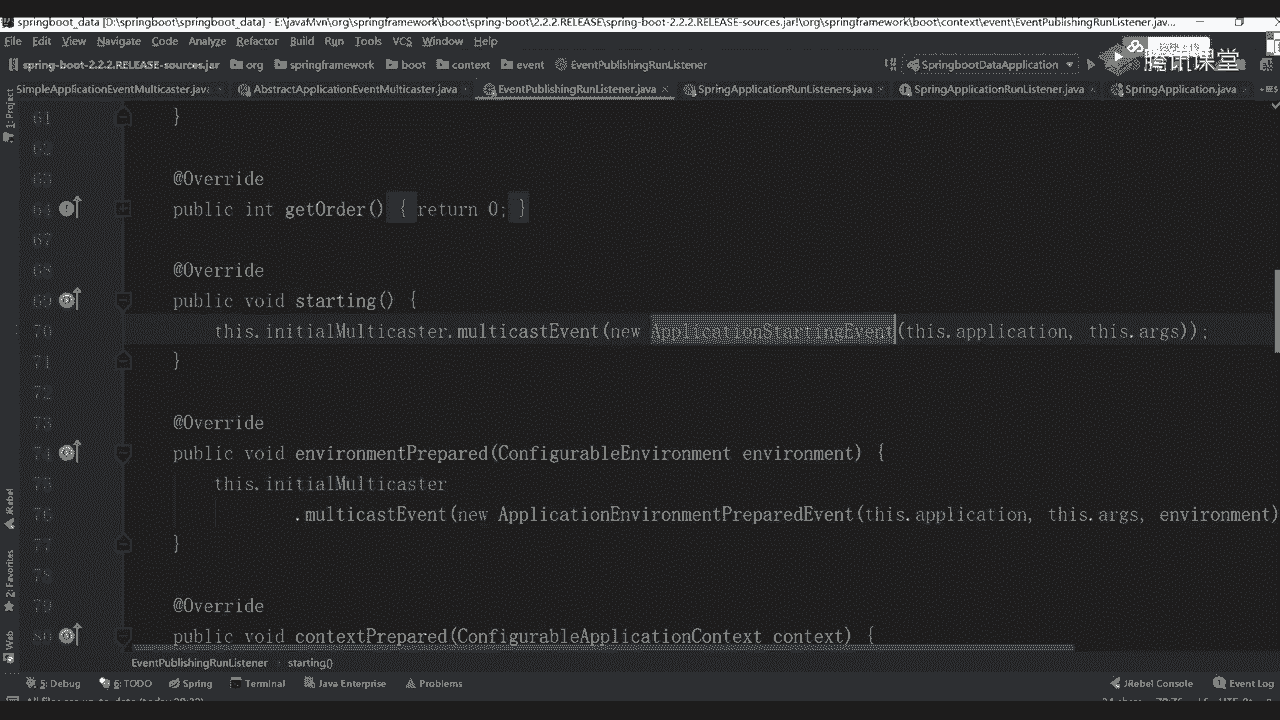 springboot_data [D:\springboot\springboot_data] - E:\javaMvn\org\springframework\boot\spring-boot\2.2.2.RELEASE\spring-boot-2.2.2.RELEASE-sources.jar!\org\springframework\boot\context\event\EventPublishingRunListener.jav...
File Edit View Navigate Code Analyze Refactor Build Run Tools VCS Window Help
腾讯课堂
spring-boot-2.2.2.RELEASE-sources.jar org springframework boot context event EventPublishingRunListener SpringbootDataApplication
SimpleApplicationEventMulticaster.java AbstractApplicationEventMulticaster.java EventPublishingRunListener.java SpringApplicationRunListeners.java SpringApplicationRunListener.java SpringApplication.java
1: Project
61 }
62
63 @Override
64 public int getOrder() { return 0; }
67
68 @Override
69 public void starting() {
70 this.initialMulticaster.multicastEvent(new ApplicationStartingEvent(this.application, this.args));
71 }
72
73 @Override
74 public void environmentPrepared(ConfigurableEnvironment environment) {
75 this.initialMulticaster
76 .multicastEvent(new ApplicationEnvironmentPreparedEvent(this.application, this.args, environment)
77 }
78
79 @Override
80 public void contextPrepared(ConfigurableApplicationContext context) {
JRebel
2: Favorites
Web
EventPublishingRunListener starting()
5: Debug 6: TODO Spring Terminal Java Enterprise Problems JRebel Console Event Log